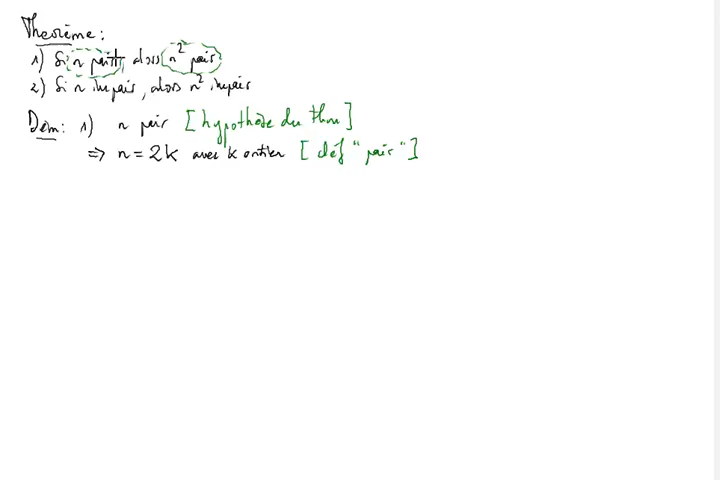 Théorème :
1) Si n pair, alors n² pair
2) Si n impair, alors n² impair
Dém : 1) n pair [hypothèse du thm]
⇒ n = 2k avec k entier [déf "pair"]